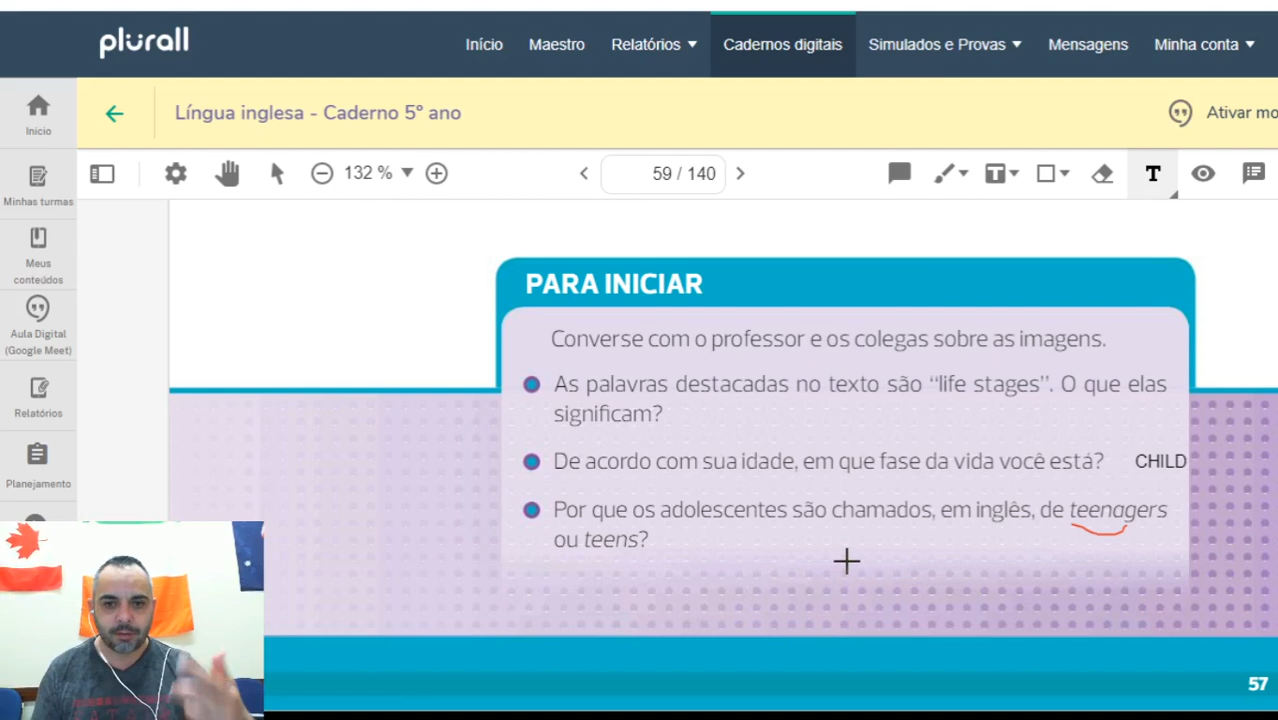 plurall
Início Maestro Relatórios Cadernos digitais Simulados e Provas Mensagens Minha conta
Inicio
Língua inglesa - Caderno 5º ano
Ativar mo
132 %
59 / 140
T T
Minhas turmas
Meus
conteúdos
Aula Digital
(Google Meet)
Relatórios
Planejamento
PARA INICIAR
Converse com o professor e os colegas sobre as imagens.
As palavras destacadas no texto são “life stages”. O que elas
significam?
De acordo com sua idade, em que fase da vida você está? CHILD
Por que os adolescentes são chamados, em inglês, de teenagers
ou teens?
57